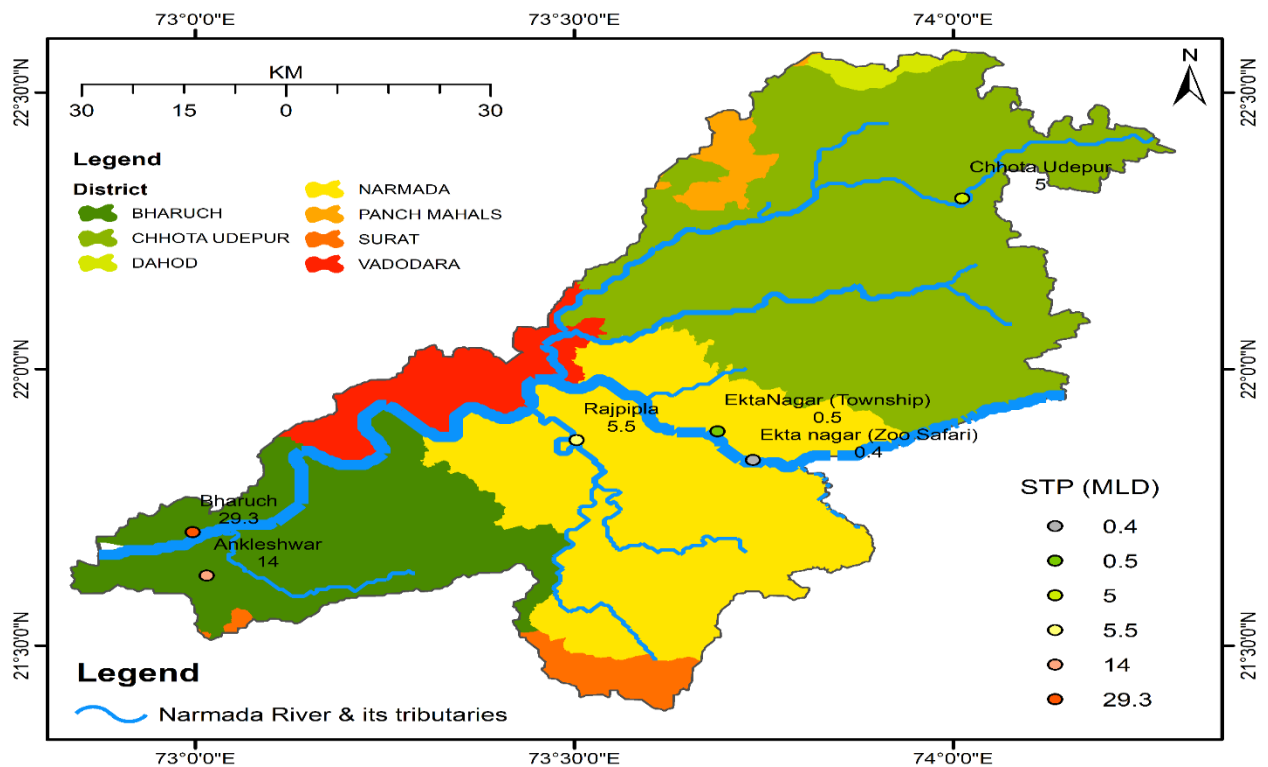 73°0'0"E 73°30'0"E 74°0'0"E
KM
30 15 0 30
N
22°30'0"N 22°30'0"N
Legend
District
BHARUCH
CHHOTA UDEPUR
DAHOD
NARMADA
PANCH MAHALS
SURAT
VADODARA
Chhota Udepur
5
22°0'0"N 22°0'0"N
EktaNagar (Township)
0.5
Rajpipla
5.5
Ekta nagar (Zoo Safari)
0.4
Bharuch
29.3
Ankleshwar
14
STP (MLD)
0.4
0.5
5
5.5
14
29.3
21°30'0"N 21°30'0"N
Legend
Narmada River & its tributaries
73°0'0"E 73°30'0"E 74°0'0"E